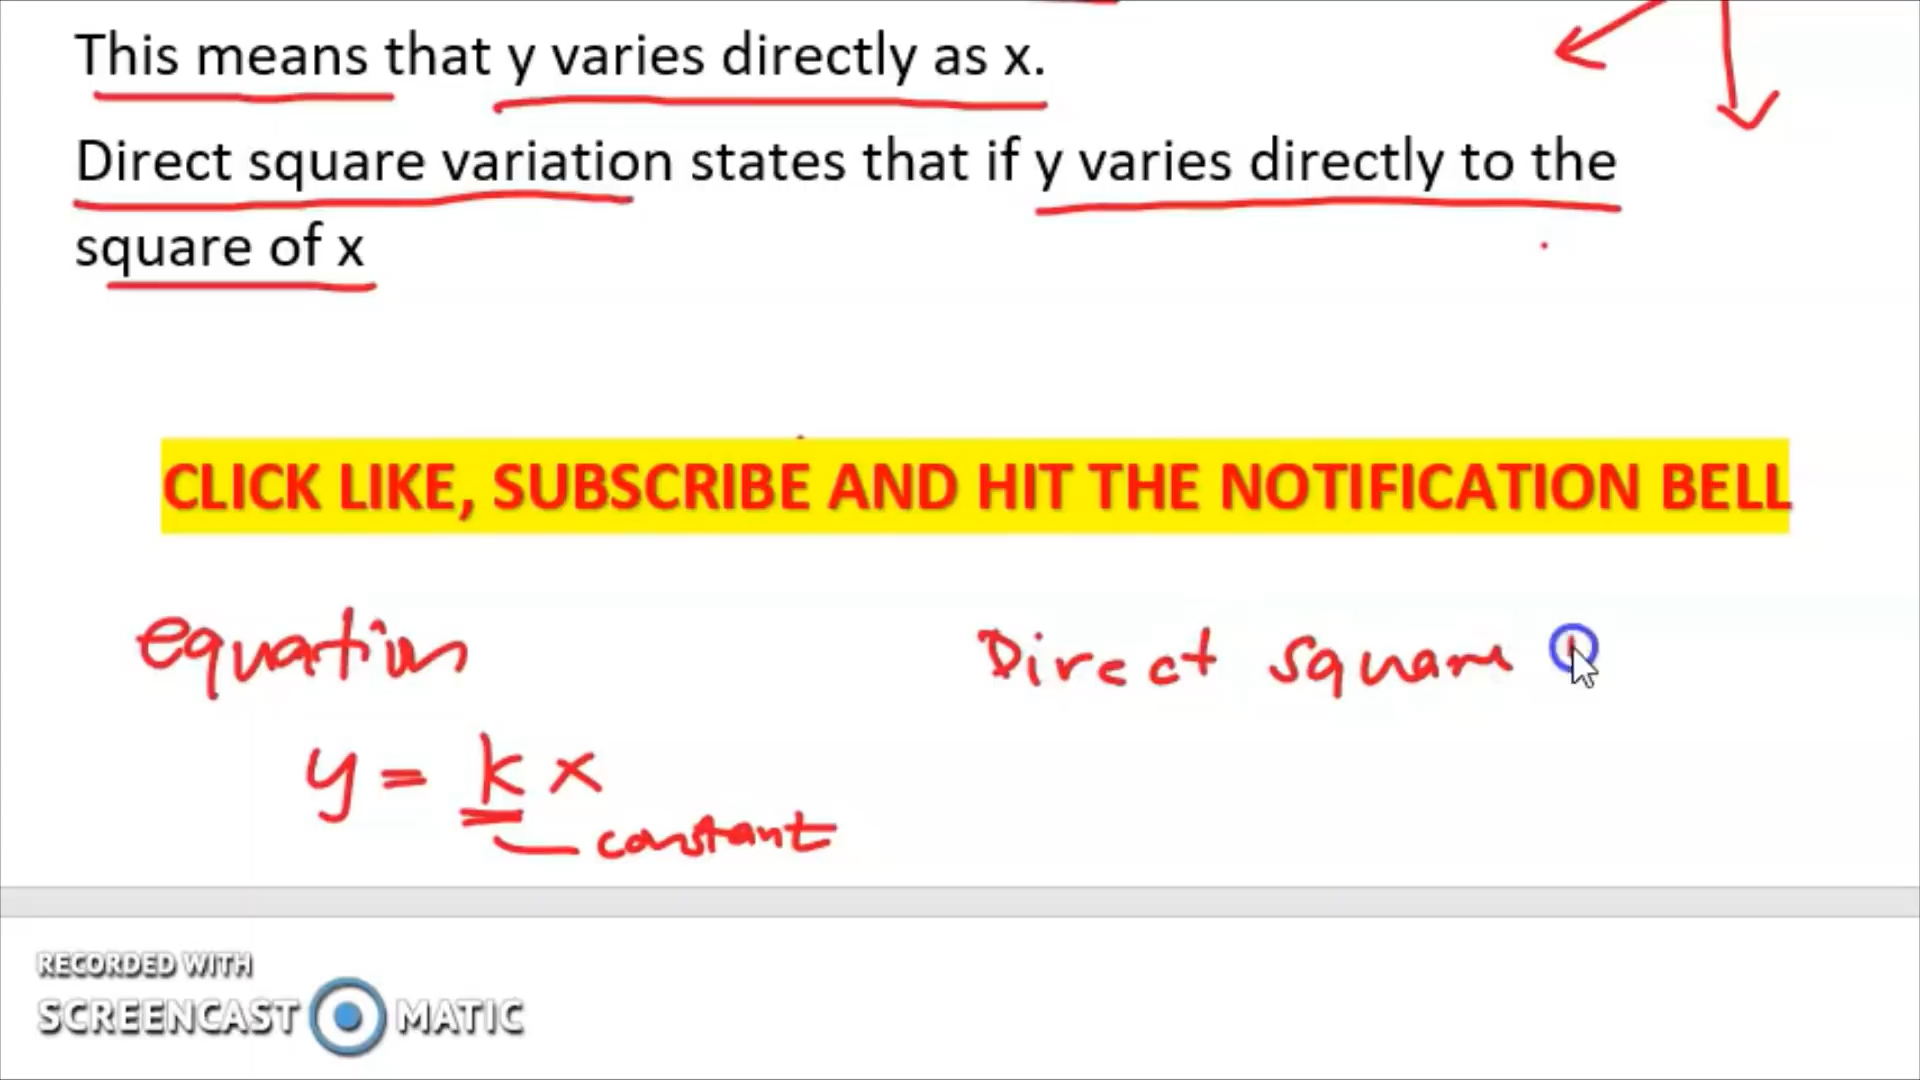 This means that y varies directly as x.
Direct square variation states that if y varies directly to the
square of x
CLICK LIKE, SUBSCRIBE AND HIT THE NOTIFICATION BELL
equation
Direct square
y = k x
constant
RECORDED WITH
SCREENCAST MATIC